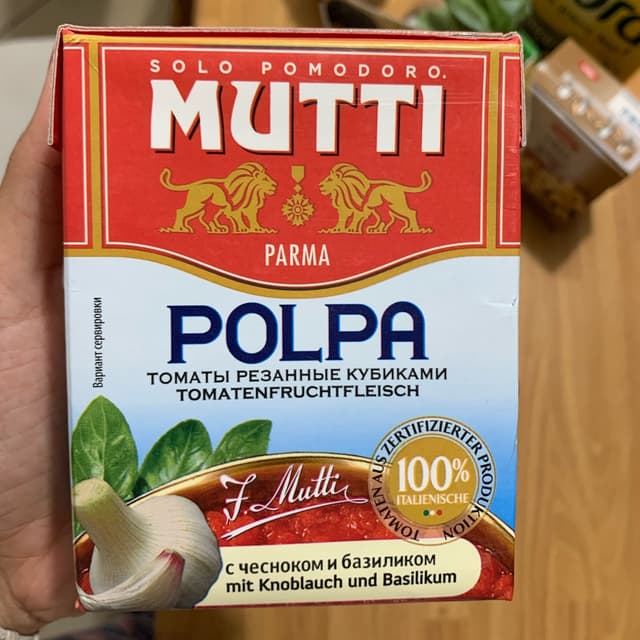 SOLO POMODORO.
MUTTI
PARMA
POLPA
ТОМАТЫ РЕЗАННЫЕ КУБИКАМИ
TOMATENFRUCHTFLEISCH
Вариант сервировки
F. Mutti
TOMATEN AUS ZERTIFIZIERTER PRODUKTION
100%
ITALIENISCHE
с чесноком и базиликом
mit Knoblauch und Basilikum